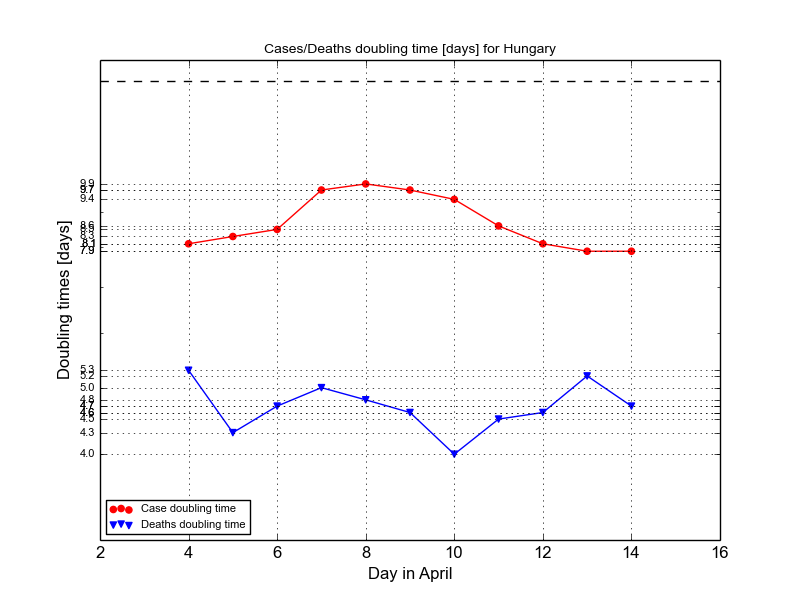 Cases/Deaths doubling time [days] for Hungary
Doubling times [days]
9.9
9.7
9.4
8.6
8.3
8.1
7.9
5.3
5.2
5.0
4.8
4.7
4.6
4.5
4.3
4.0
Case doubling time
Deaths doubling time
2 4 6 8 10 12 14 16
Day in April